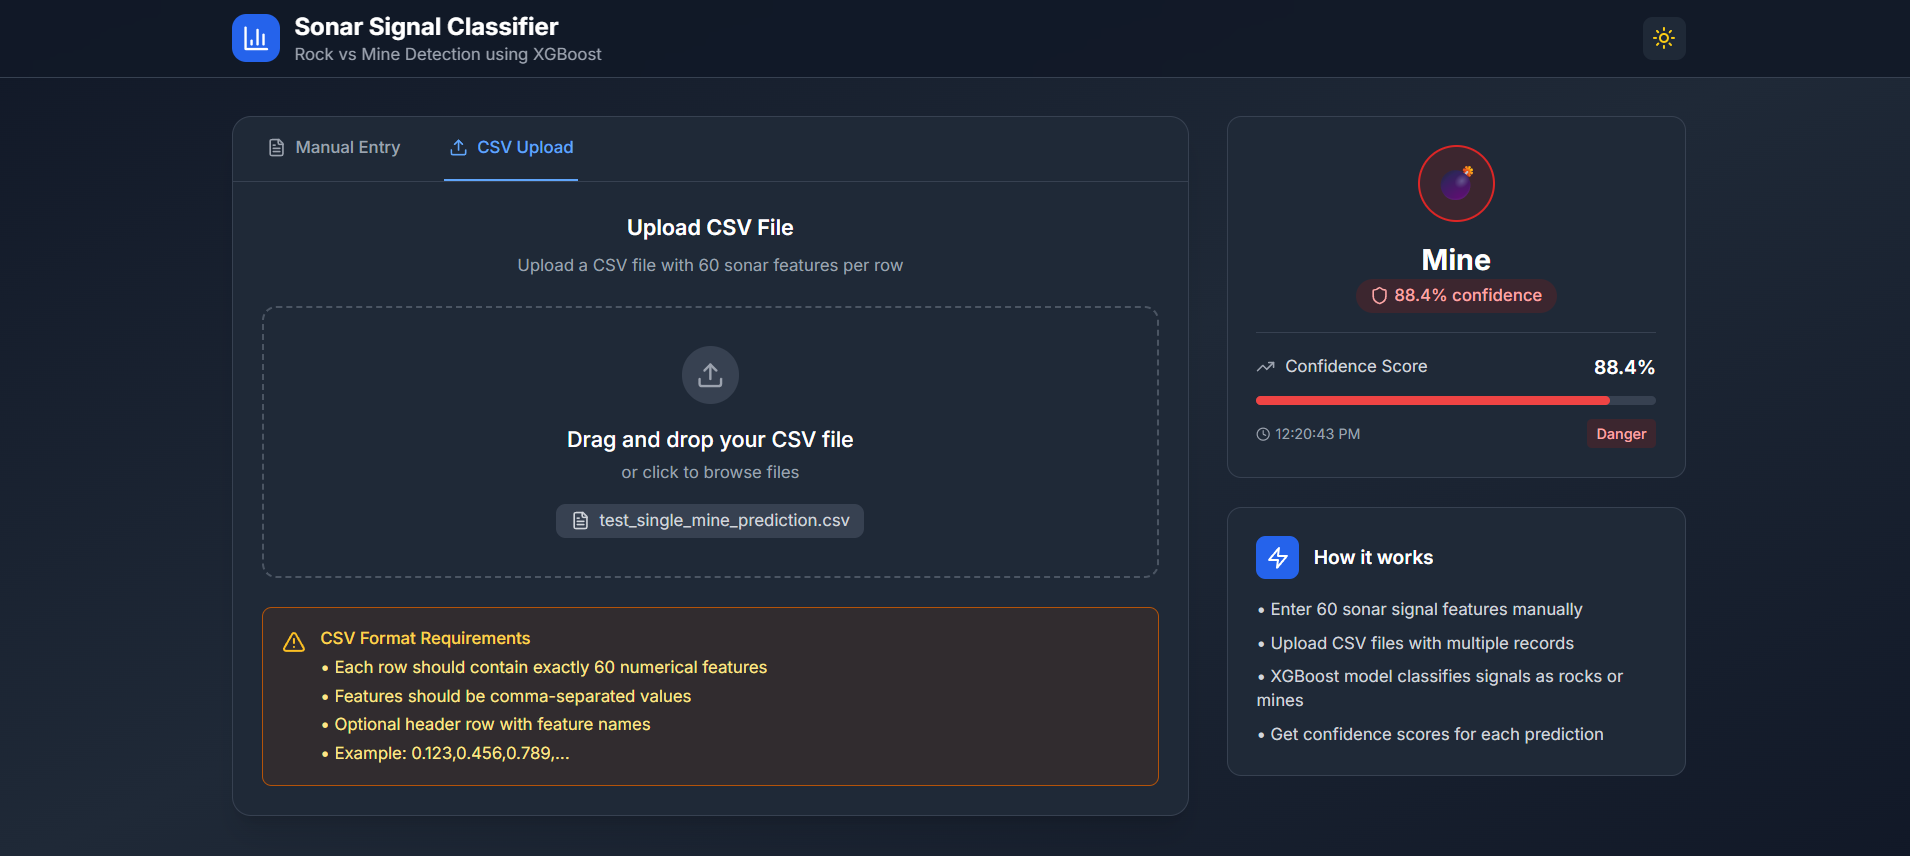 Sonar Signal Classifier
Rock vs Mine Detection using XGBoost
Manual Entry
CSV Upload
Upload CSV File
Upload a CSV file with 60 sonar features per row
Drag and drop your CSV file
or click to browse files
test_single_mine_prediction.csv
CSV Format Requirements
• Each row should contain exactly 60 numerical features
• Features should be comma-separated values
• Optional header row with feature names
• Example: 0.123,0.456,0.789,...
Mine
88.4% confidence
Confidence Score 88.4%
12:20:43 PM Danger
How it works
• Enter 60 sonar signal features manually
• Upload CSV files with multiple records
• XGBoost model classifies signals as rocks or
mines
• Get confidence scores for each prediction